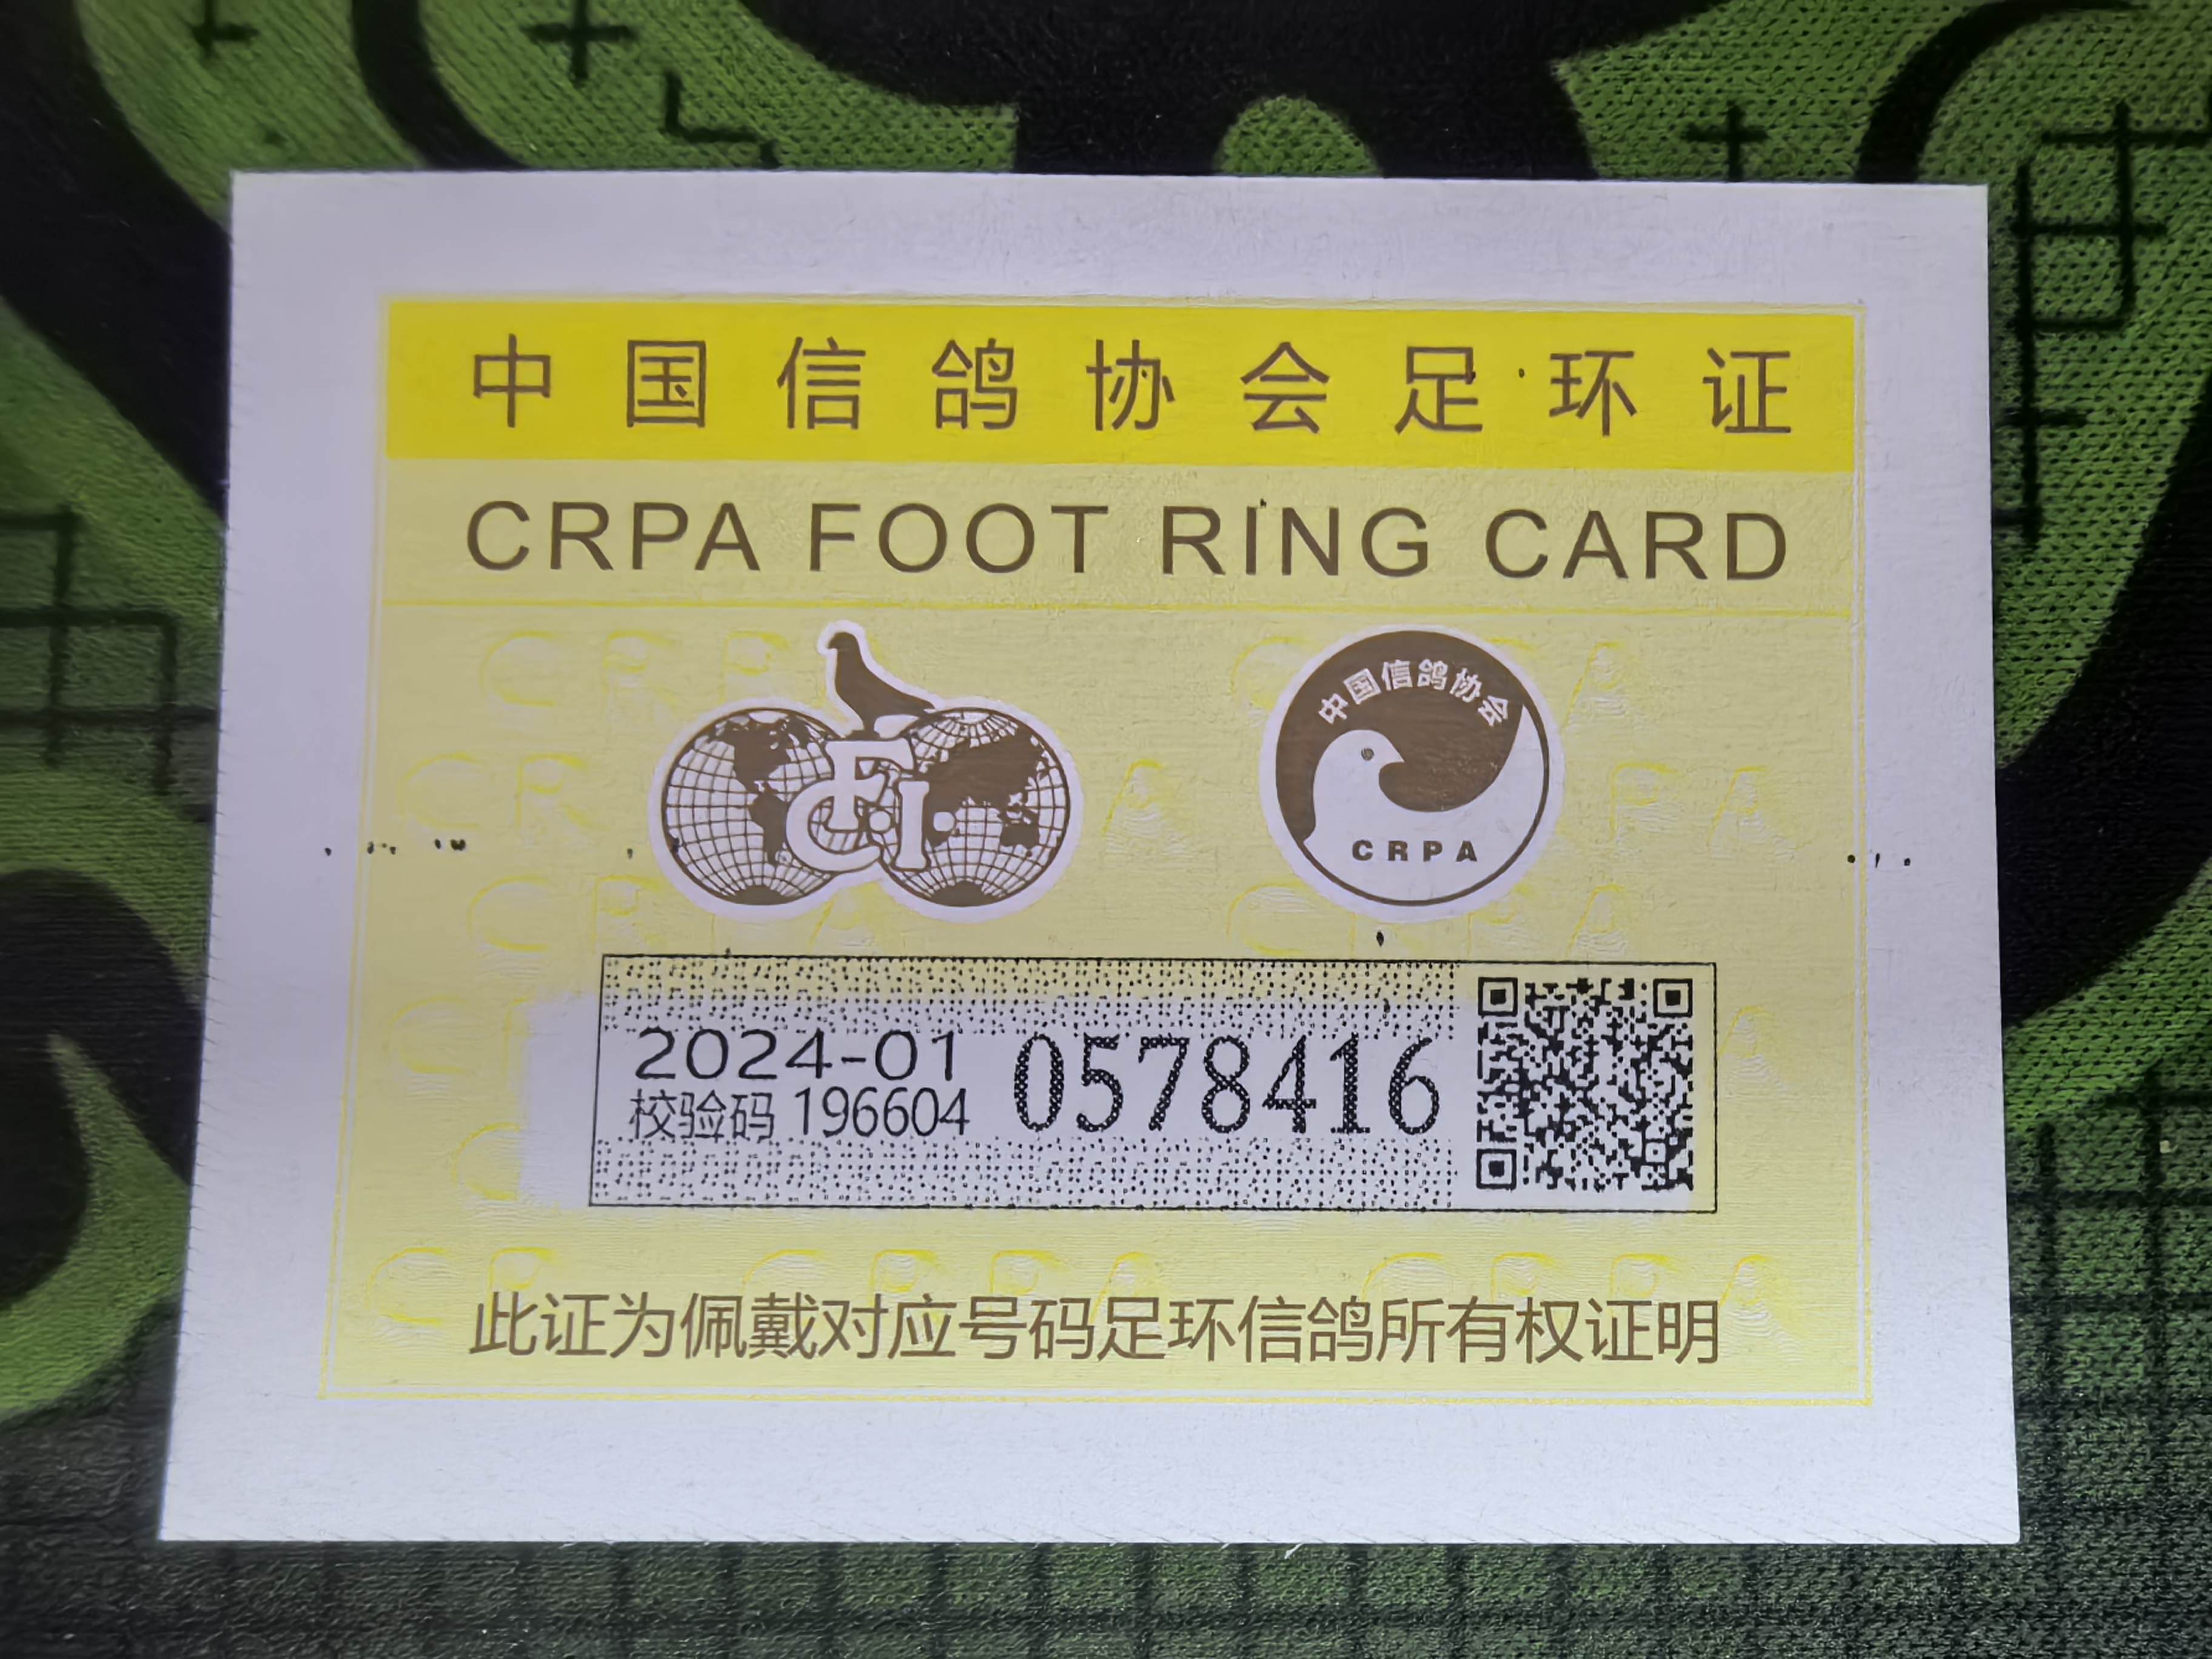 中国信鸽协会足环证
CRPA FOOT RING CARD
FCI
中国信鸽协会
CRPA
2024-01
校验码 196604
0578416
此证为佩戴对应号码足环信鸽所有权证明